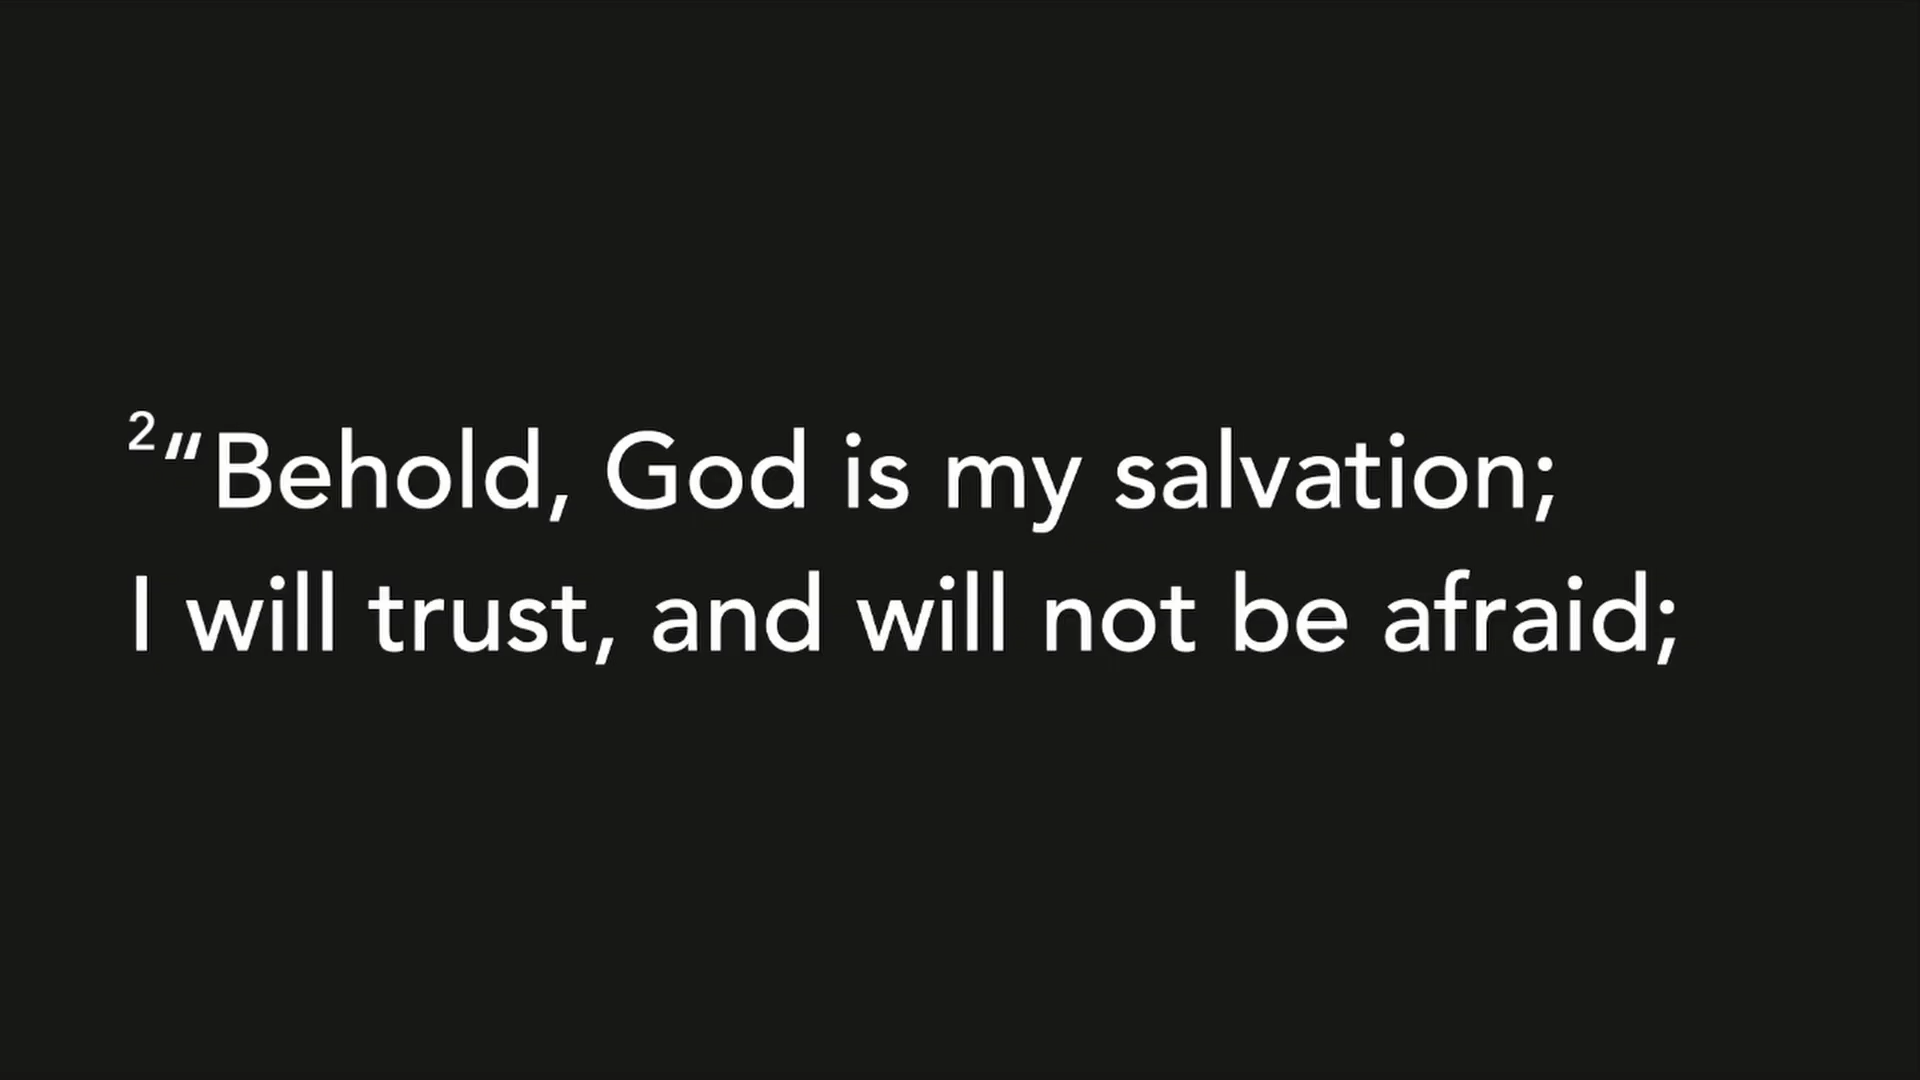 ²“Behold, God is my salvation;
I will trust, and will not be afraid;